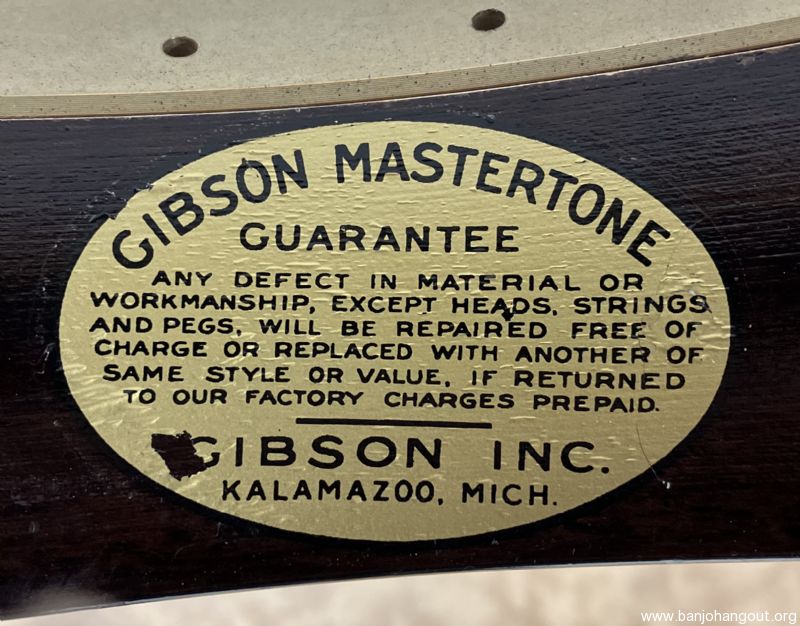 GIBSON MASTERTONE
GUARANTEE
ANY DEFECT IN MATERIAL OR
WORKMANSHIP, EXCEPT HEADS, STRINGS
AND PEGS, WILL BE REPAIRED FREE OF
CHARGE OR REPLACED WITH ANOTHER OF
SAME STYLE OR VALUE, IF RETURNED
TO OUR FACTORY CHARGES PREPAID.
GIBSON INC.
KALAMAZOO, MICH.
www.banjohangout.org